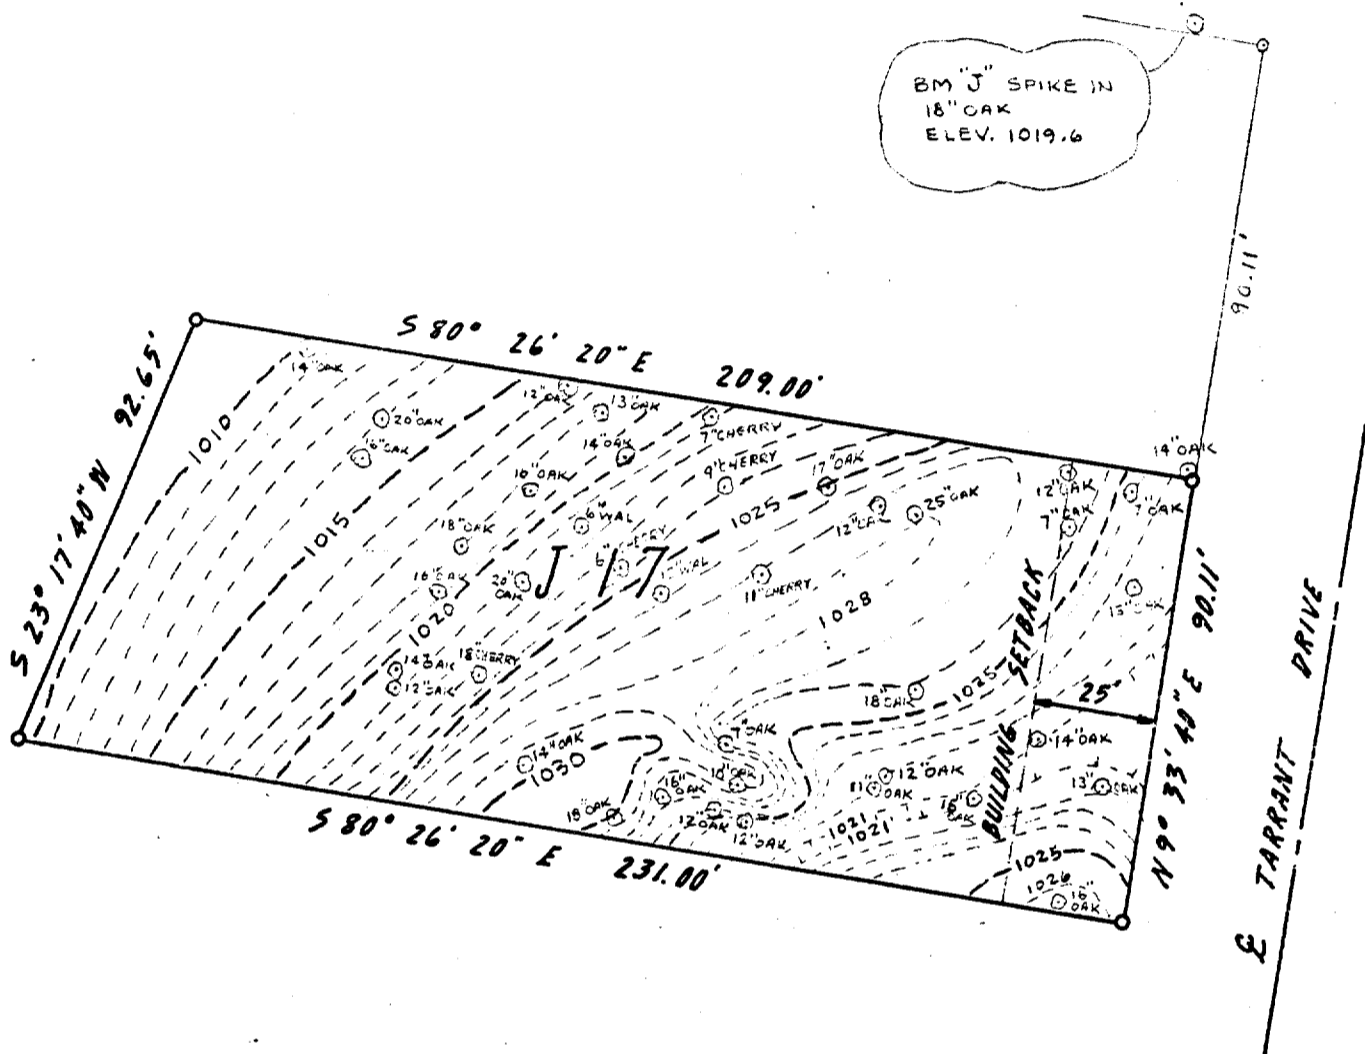 BM "J" SPIKE IN
18" OAK
ELEV. 1019.6
90.11'
S 80° 26' 20" E 209.00'
S 23° 17' 40" W 92.65'
14" OAK
1010
20" OAK
16" OAK
12" OAK
13" OAK
7" CHERRY
14" OAK
9" CHERRY
17" OAK
14" OAK
12" OAK
7" OAK
7" OAK
16" OAK
1025
12" OAK
25" OAK
1015
6" WAL
18" OAK
J 17
16" OAK
20" OAK
WAL
11" CHERRY
1028
OAK
1020
14" OAK
12" OAK
18" CHERRY
18" OAK
1025
25'
BUILDING SETBACK
N 9° 33' 40" E 90.11'
TARRANT DRIVE
14" OAK
1030
7" OAK
OAK
16" OAK
12" OAK
12" OAK
18" OAK
12" OAK
11" OAK
OAK
14" OAK
13" OAK
1021
1021
1025
1026
16" OAK
S 80° 26' 20" E 231.00'